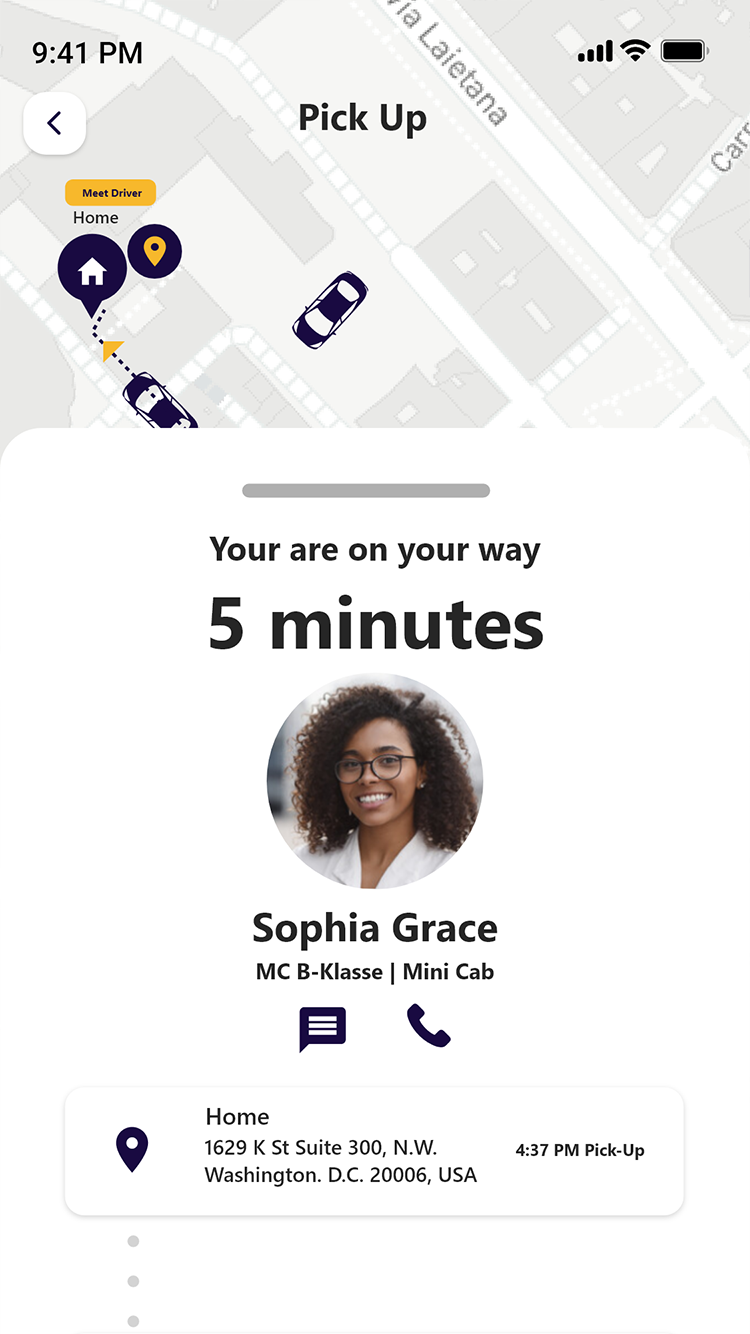 9:41 PM
via Laietana
Pick Up
Meet Driver
Home
Your are on your way
5 minutes
Sophia Grace
MC B-Klasse | Mini Cab
Home
1629 K St Suite 300, N.W.
Washington. D.C. 20006, USA
4:37 PM Pick-Up